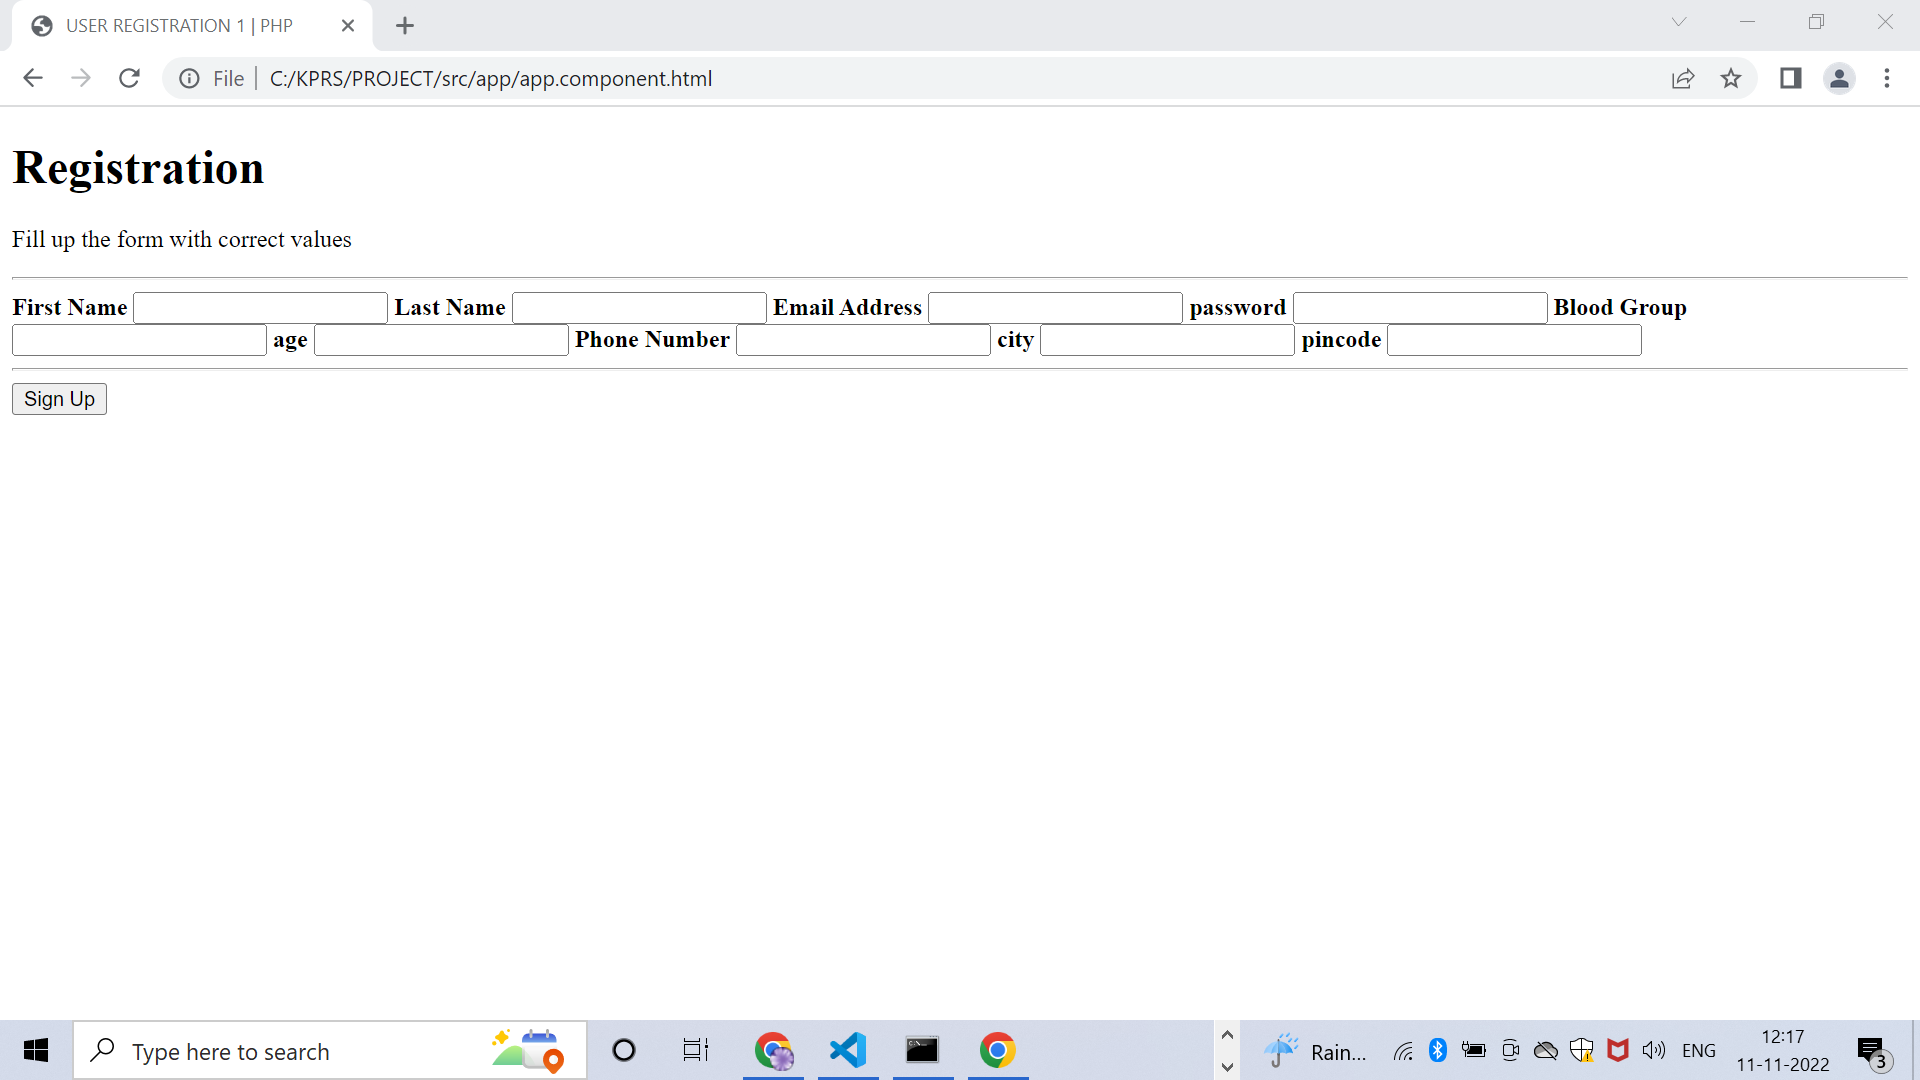 USER REGISTRATION 1 | PHP
File | C:/KPRS/PROJECT/src/app/app.component.html
Registration
Fill up the form with correct values
First Name Last Name Email Address password Blood Group
age Phone Number city pincode
Sign Up
Type here to search Rain... ENG 12:17
11-11-2022 3